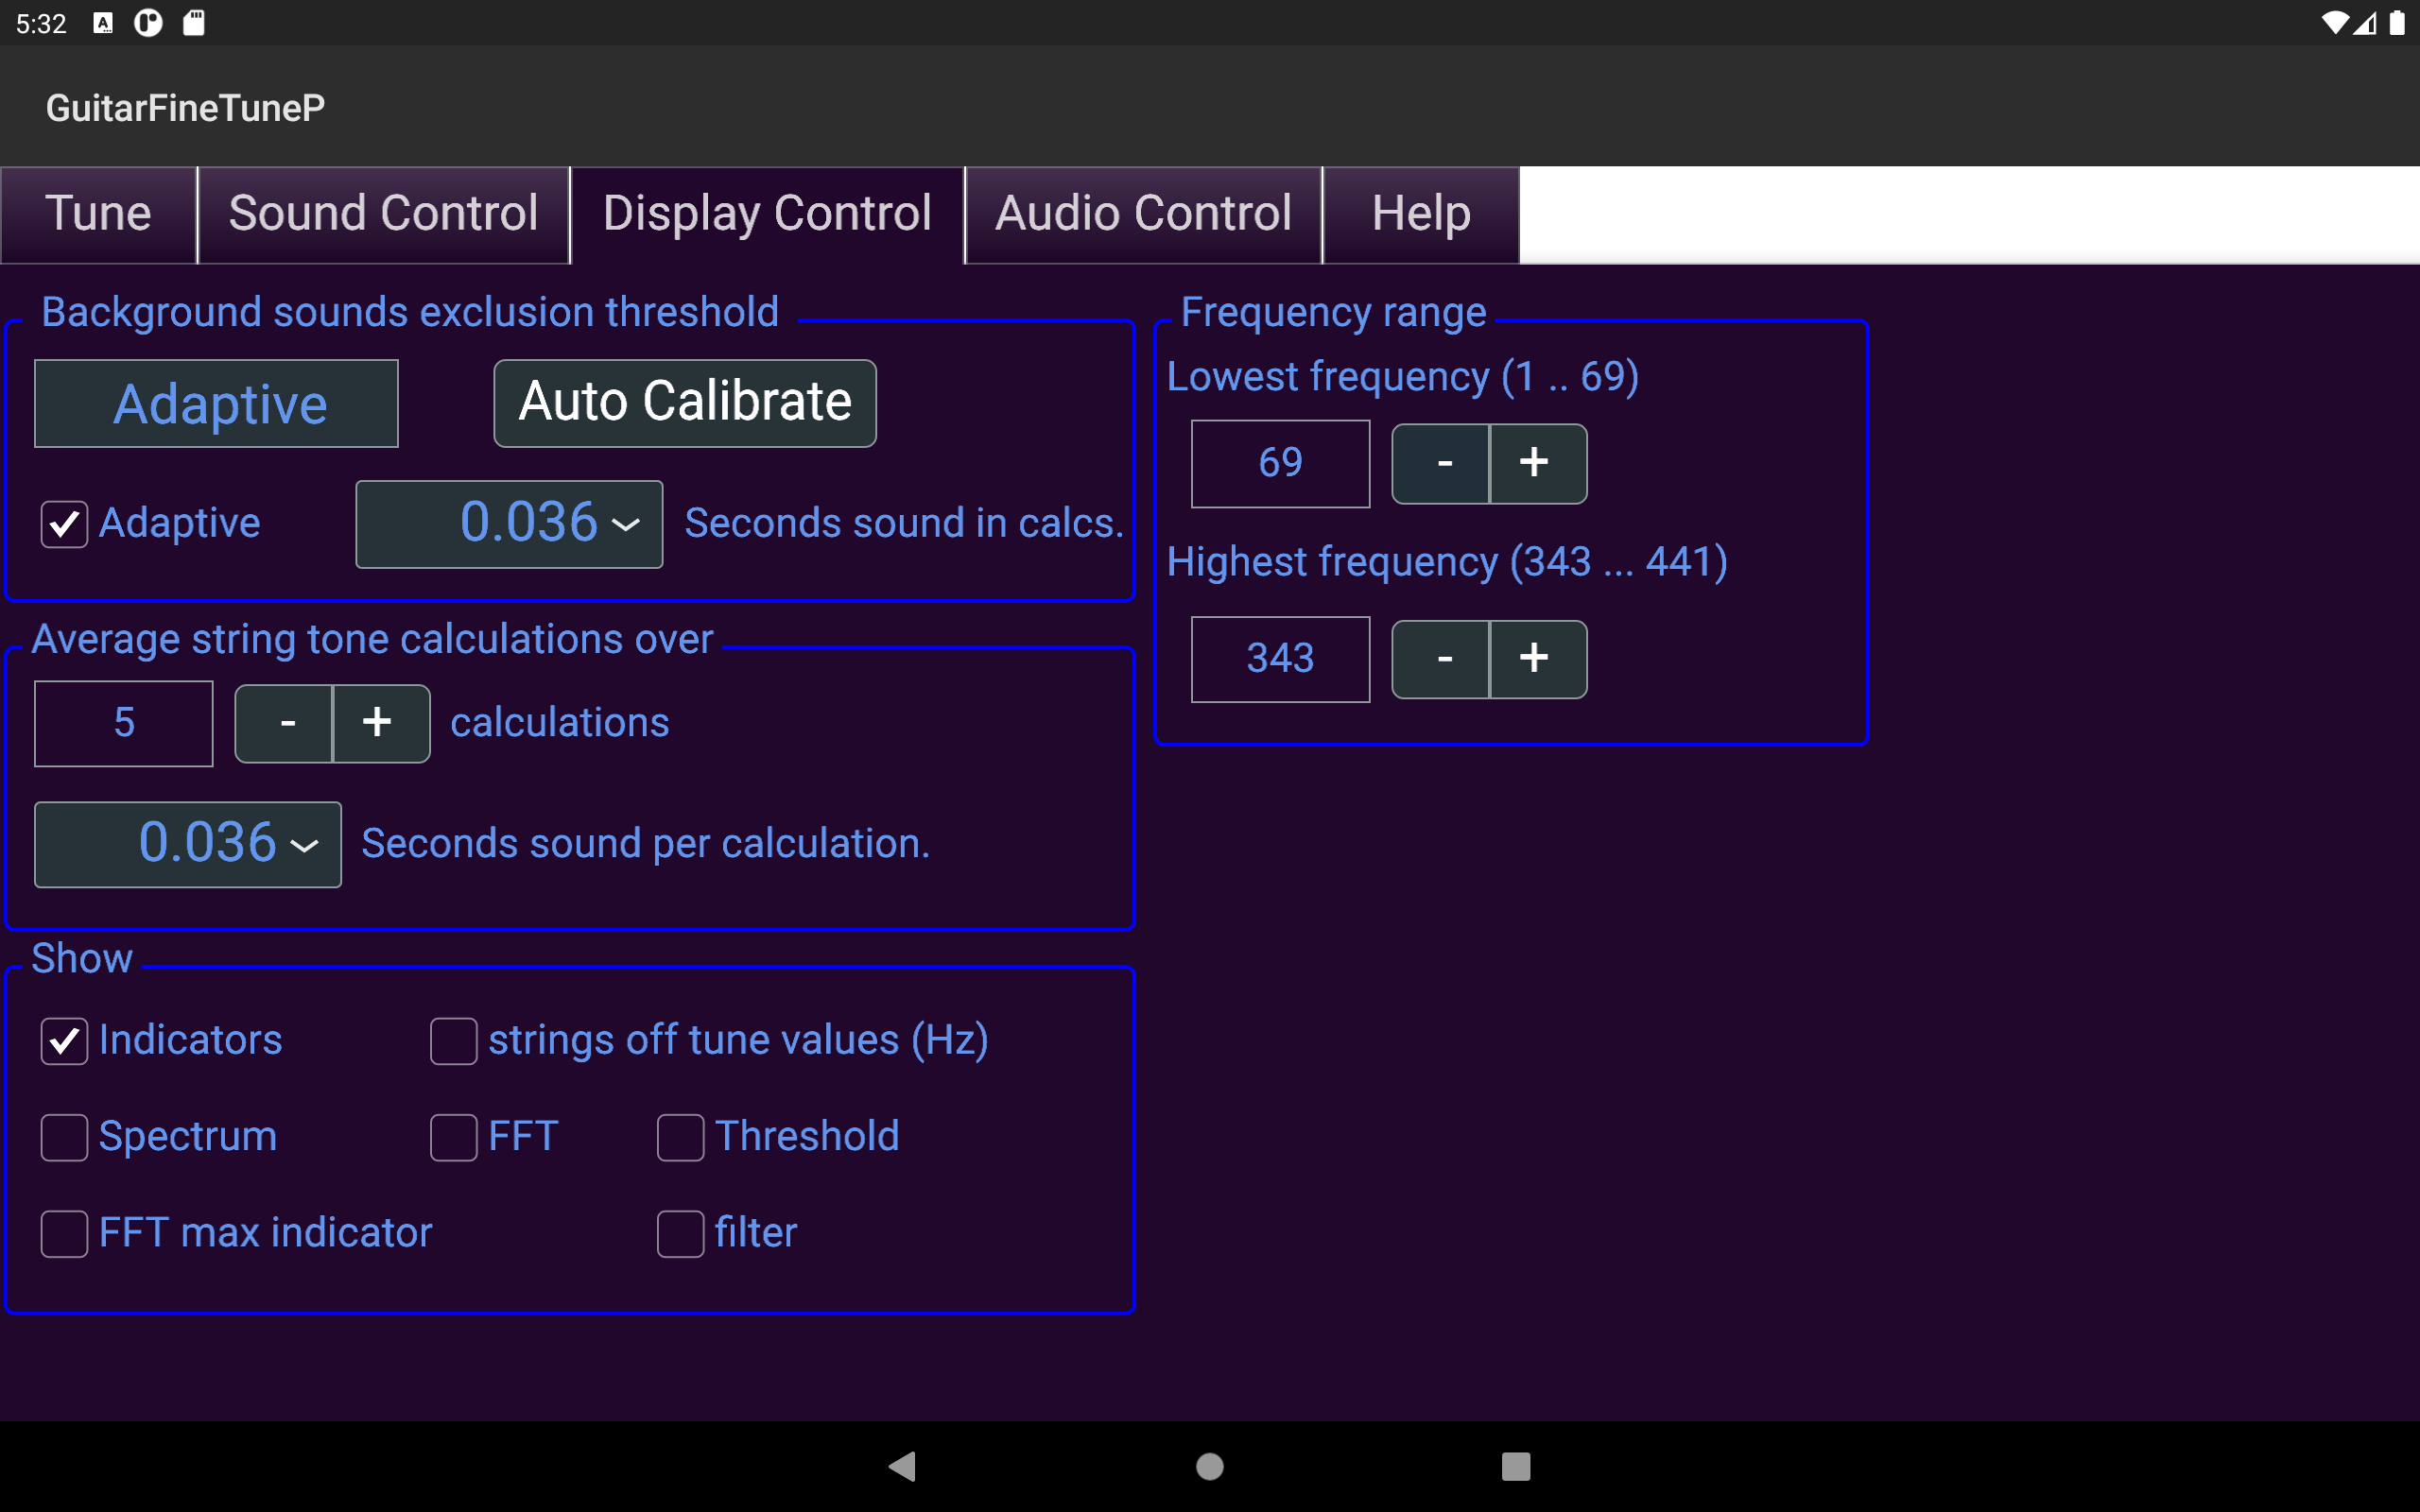 5:32
GuitarFineTuneP
Tune
Sound Control
Display Control
Audio Control
Help
Background sounds exclusion threshold
Adaptive
Auto Calibrate
Adaptive
0.036
Seconds sound in calcs.
Average string tone calculations over
5
-
+
calculations
0.036
Seconds sound per calculation.
Show
Indicators
strings off tune values (Hz)
Spectrum
FFT
Threshold
FFT max indicator
filter
Frequency range
Lowest frequency (1 .. 69)
69
-
+
Highest frequency (343 ... 441)
343
-
+